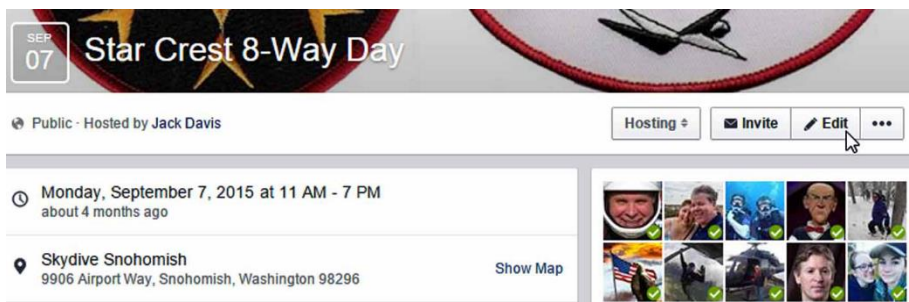 SEP
07
Star Crest 8-Way Day
Public · Hosted by Jack Davis
Hosting
Invite
Edit
Monday, September 7, 2015 at 11 AM - 7 PM
about 4 months ago
Skydive Snohomish
9906 Airport Way, Snohomish, Washington 98296
Show Map